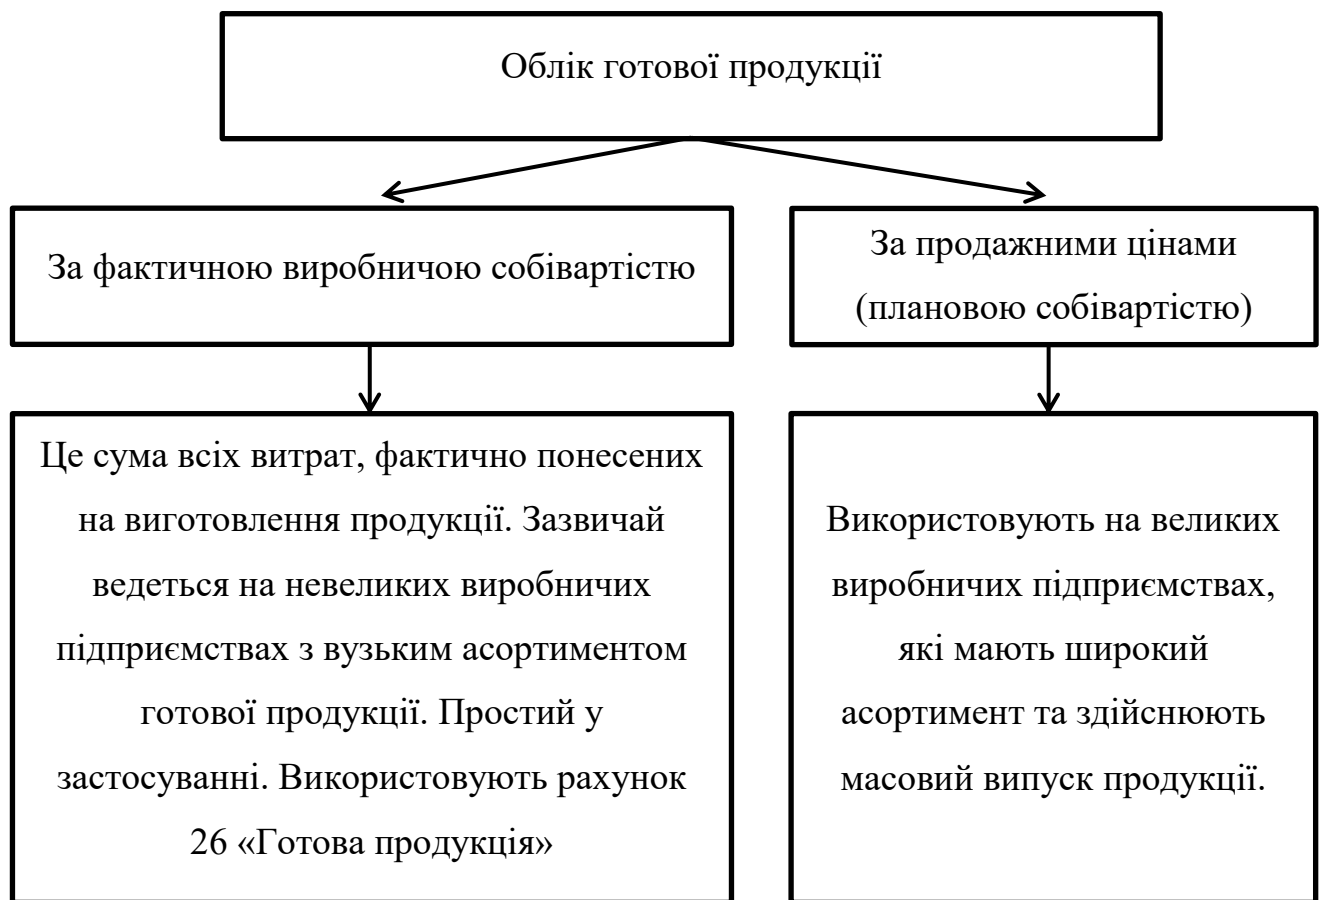 Облік готової продукції
За фактичною виробничою собівартістю
За продажними цінами
(плановою собівартістю)
Це сума всіх витрат, фактично понесених
на виготовлення продукції. Зазвичай
ведеться на невеликих виробничих
підприємствах з вузьким асортиментом
готової продукції. Простий у
застосуванні. Використовують рахунок
26 «Готова продукція»
Використовують на великих
виробничих підприємствах,
які мають широкий
асортимент та здійснюють
масовий випуск продукції.